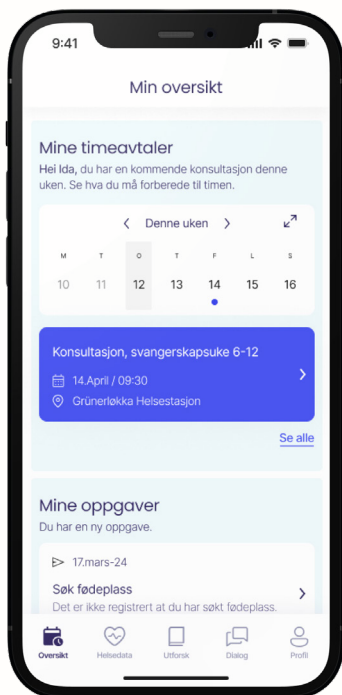 9:41
Min oversikt
Mine timeavtaler
Hei Ida, du har en kommende konsultasjon denne
uken. Se hva du må forberede til timen.
Denne uken
M T O T F L S
10 11 12 13 14 15 16
Konsultasjon, svangerskapsuke 6-12
14.April / 09:30
Grünerløkka Helsestasjon
Se alle
Mine oppgaver
Du har en ny oppgave.
17.mars-24
Søk fødeplass
Det er ikke registrert at du har søkt fødeplass.
Oversikt Helsedata Utforsk Dialog Profil